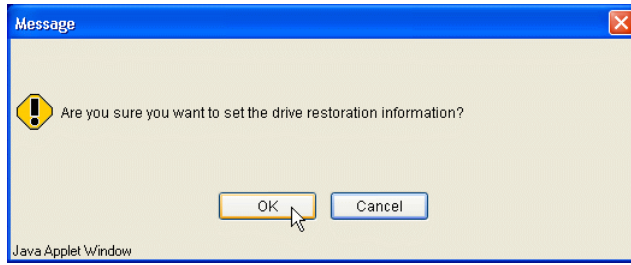 Message
Are you sure you want to set the drive restoration information?
OK
Cancel
Java Applet Window